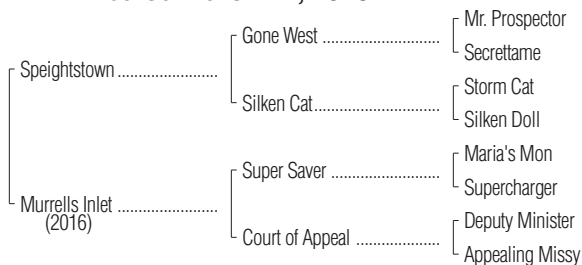 Speightstown ........................
Murrells Inlet ........................
(2016)
Gone West ..........................
Silken Cat............................
Super Saver ........................
Court of Appeal ..................
Mr. Prospector
Secrettame
Storm Cat
Silken Doll
Maria's Mon
Supercharger
Deputy Minister
Appealing Missy